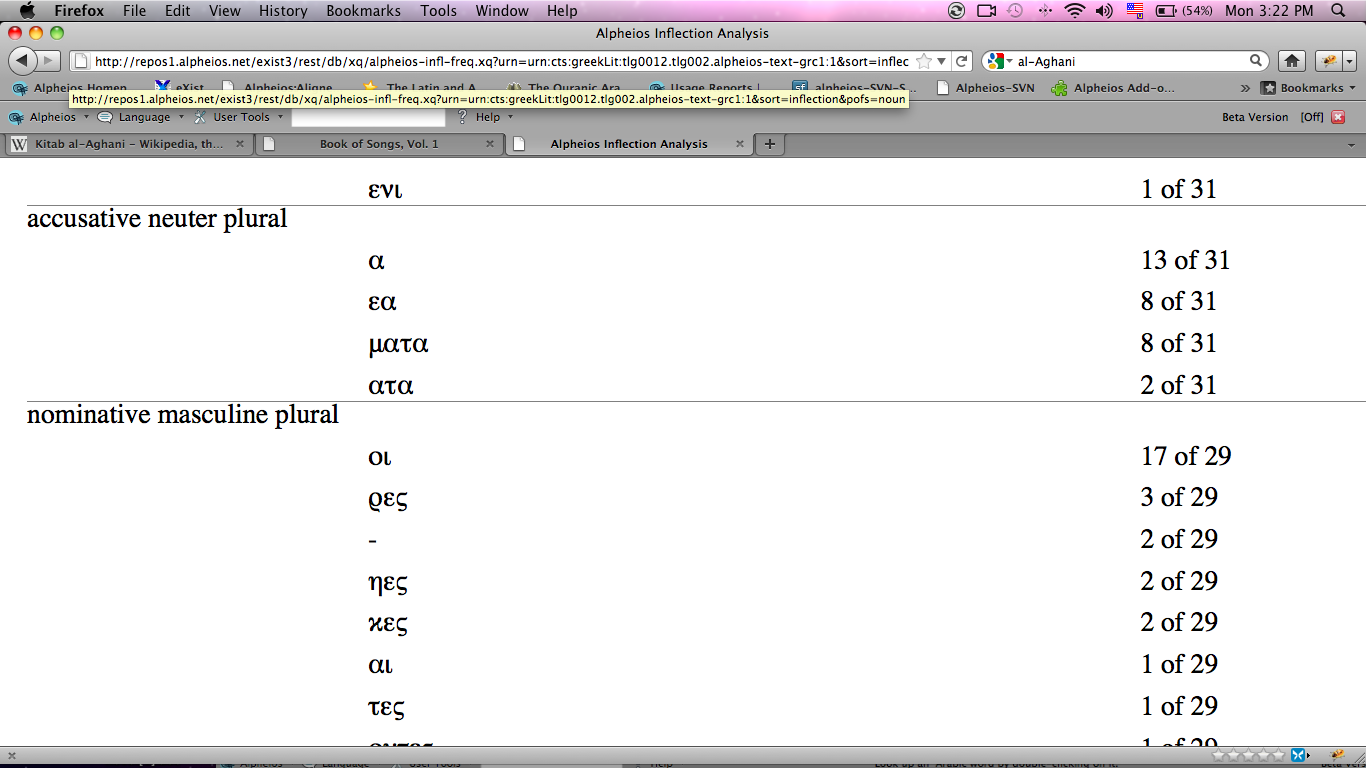 Firefox File Edit View History Bookmarks Tools Window Help (54%) Mon 3:22 PM
Alpheios Inflection Analysis
http://repos1.alpheios.net/exist3/rest/db/xq/alpheios-infl-freq.xq?urn=urn:cts:greekLit:tlg0012.tlg002.alpheios-text-grc1:1&sort=inflec al-Aghani
Alpheios Homep eXist Alpheios:Aligne The Latin and A The Quranic Ara Usage Reports | alpheios-SVN-S... Alpheios-SVN Alpheios Add-o... » Bookmarks
http://repos1.alpheios.net/exist3/rest/db/xq/alpheios-infl-freq.xq?urn=urn:cts:greekLit:tlg0012.tlg002.alpheios-text-grc1:1&sort=inflection&pofs=noun
Alpheios Language User Tools ? Help Beta Version [Off]
Kitab al-Aghani – Wikipedia, th... Book of Songs, Vol. 1 Alpheios Inflection Analysis
ενι 1 of 31
accusative neuter plural
α 13 of 31
εα 8 of 31
ματα 8 of 31
ατα 2 of 31
nominative masculine plural
οι 17 of 29
ρες 3 of 29
- 2 of 29
ηες 2 of 29
κες 2 of 29
αι 1 of 29
τες 1 of 29
1 of 29